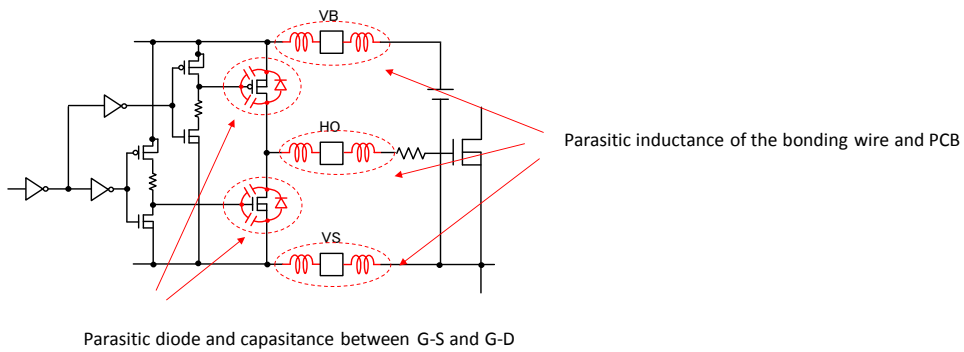 VB
HO
Parasitic inductance of the bonding wire and PCB
VS
Parasitic diode and capasitance between G-S and G-D